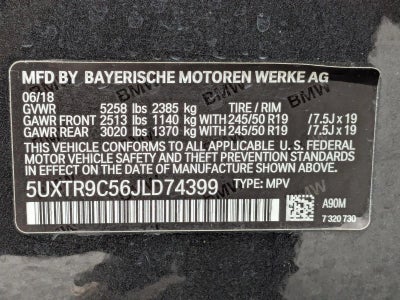 MFD BY BAYERISCHE MOTOREN WERKE AG
06/18
GVWR 5258 lbs 2385 kg TIRE / RIM
GAWR FRONT 2513 lbs 1140 kg WITH 245/50 R19 /7.5J x 19
GAWR REAR 3020 lbs 1370 kg WITH 245/50 R19 /7.5J x 19
THIS VEHICLE CONFORMS TO ALL APPLICABLE U. S. FEDERAL
MOTOR VEHICLE SAFETY, BUMPER, AND THEFT PREVENTION
STANDARDS IN EFFECT ON THE DATE OF MANUFACTURE SHOWN ABOVE.
5UXTR9C56JLD74399 TYPE: MPV
A90M
7 320 730